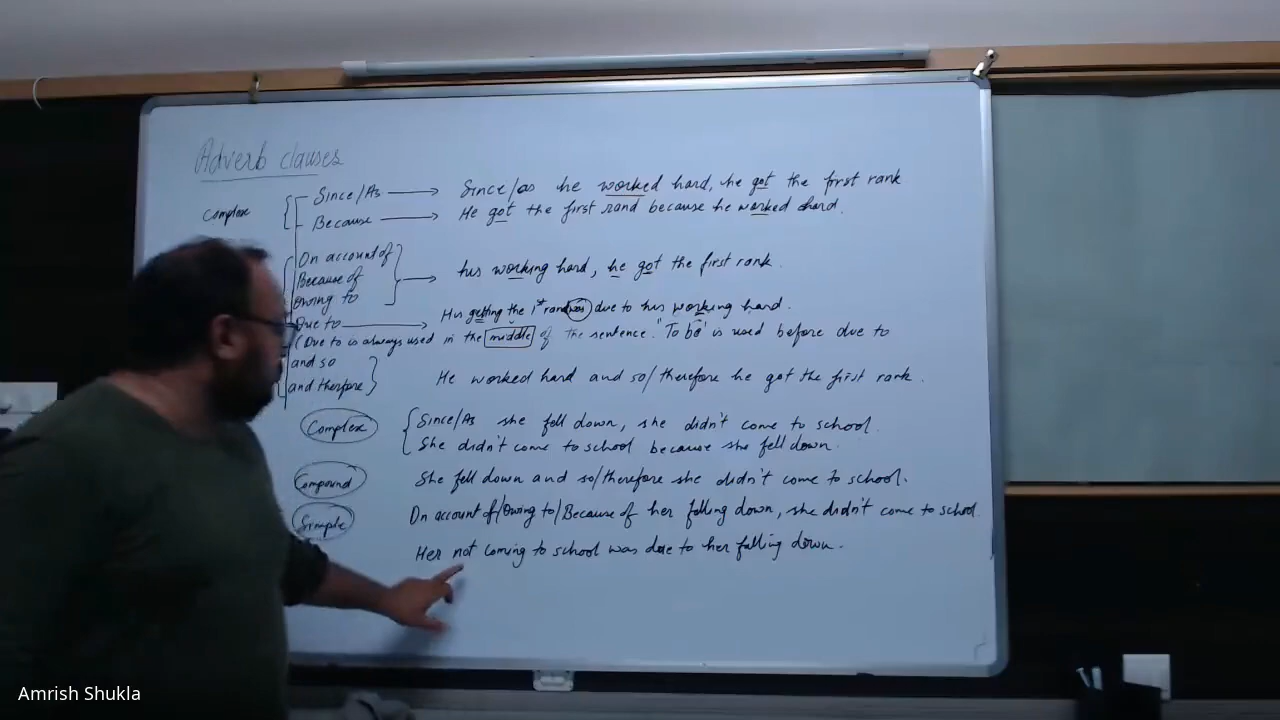 Adverb clauses
Complex
Since/As → Since/as he worked hard, he got the first rank
Because → He got the first rand because he worked hard.
On account of
Because of → his working hard, he got the first rank.
owing to
Due to → His getting the 1st rank was due to his working hard.
(Due to is always used in the middle of the sentence. "To be" is used before due to
and so
and therefore He worked hard and so/therefore he got the first rank.
Complex Since/As she fell down, she didn't come to school.
She didn't come to school because she fell down.
Compound She fell down and so/therefore she didn't come to school.
Simple On account of/Owing to/Because of her falling down, she didn't come to school.
Her not coming to school was due to her falling down.
Amrish Shukla